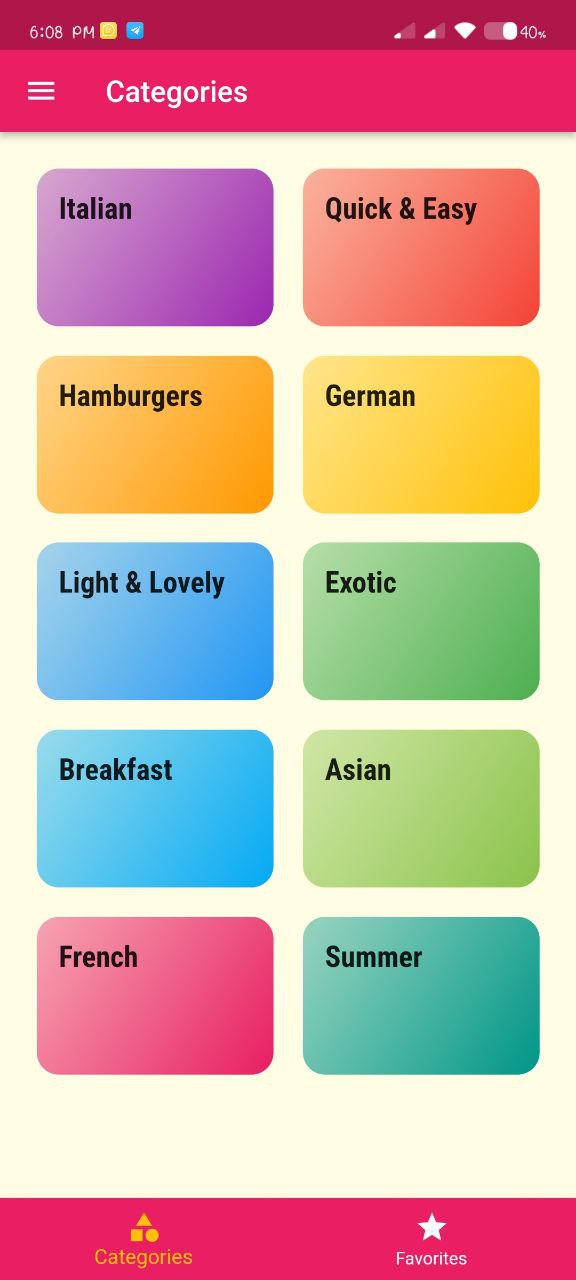 6:08 PM
40%
Categories
Italian
Quick & Easy
Hamburgers
German
Light & Lovely
Exotic
Breakfast
Asian
French
Summer
Categories
Favorites